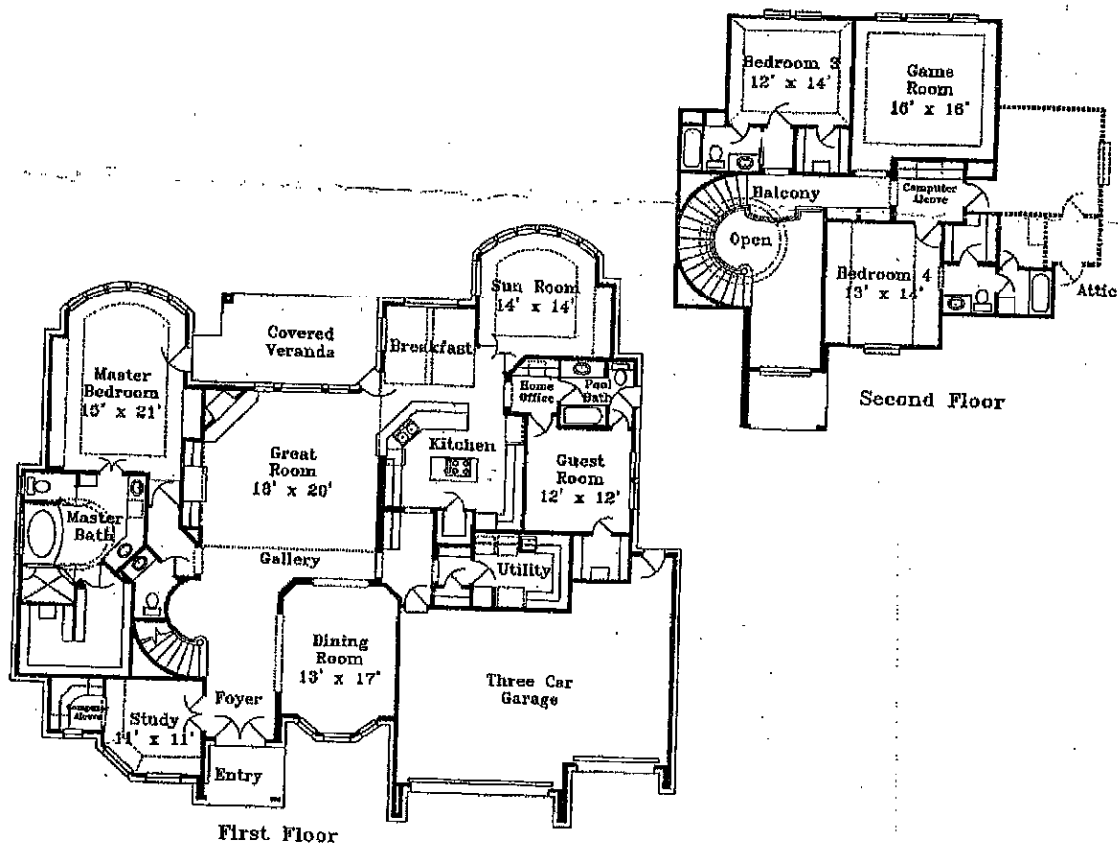 Bedroom 3
12' x 14'
Game
Room
16' x 16'
Balcony
Computer
Alcove
Open
Bedroom 4
13' x 14'
Attic
Second Floor
Sun Room
14' x 14'
Covered
Veranda
Breakfast
Master
Bedroom
15' x 21'
Home
Office
Pool
Bath
Kitchen
Great
Room
18' x 20'
Guest
Room
12' x 12'
Master
Bath
Gallery
Utility
Dining
Room
13' x 17'
Three Car
Garage
Foyer
Computer
Alcove
Study
11' x 11'
Entry
First Floor